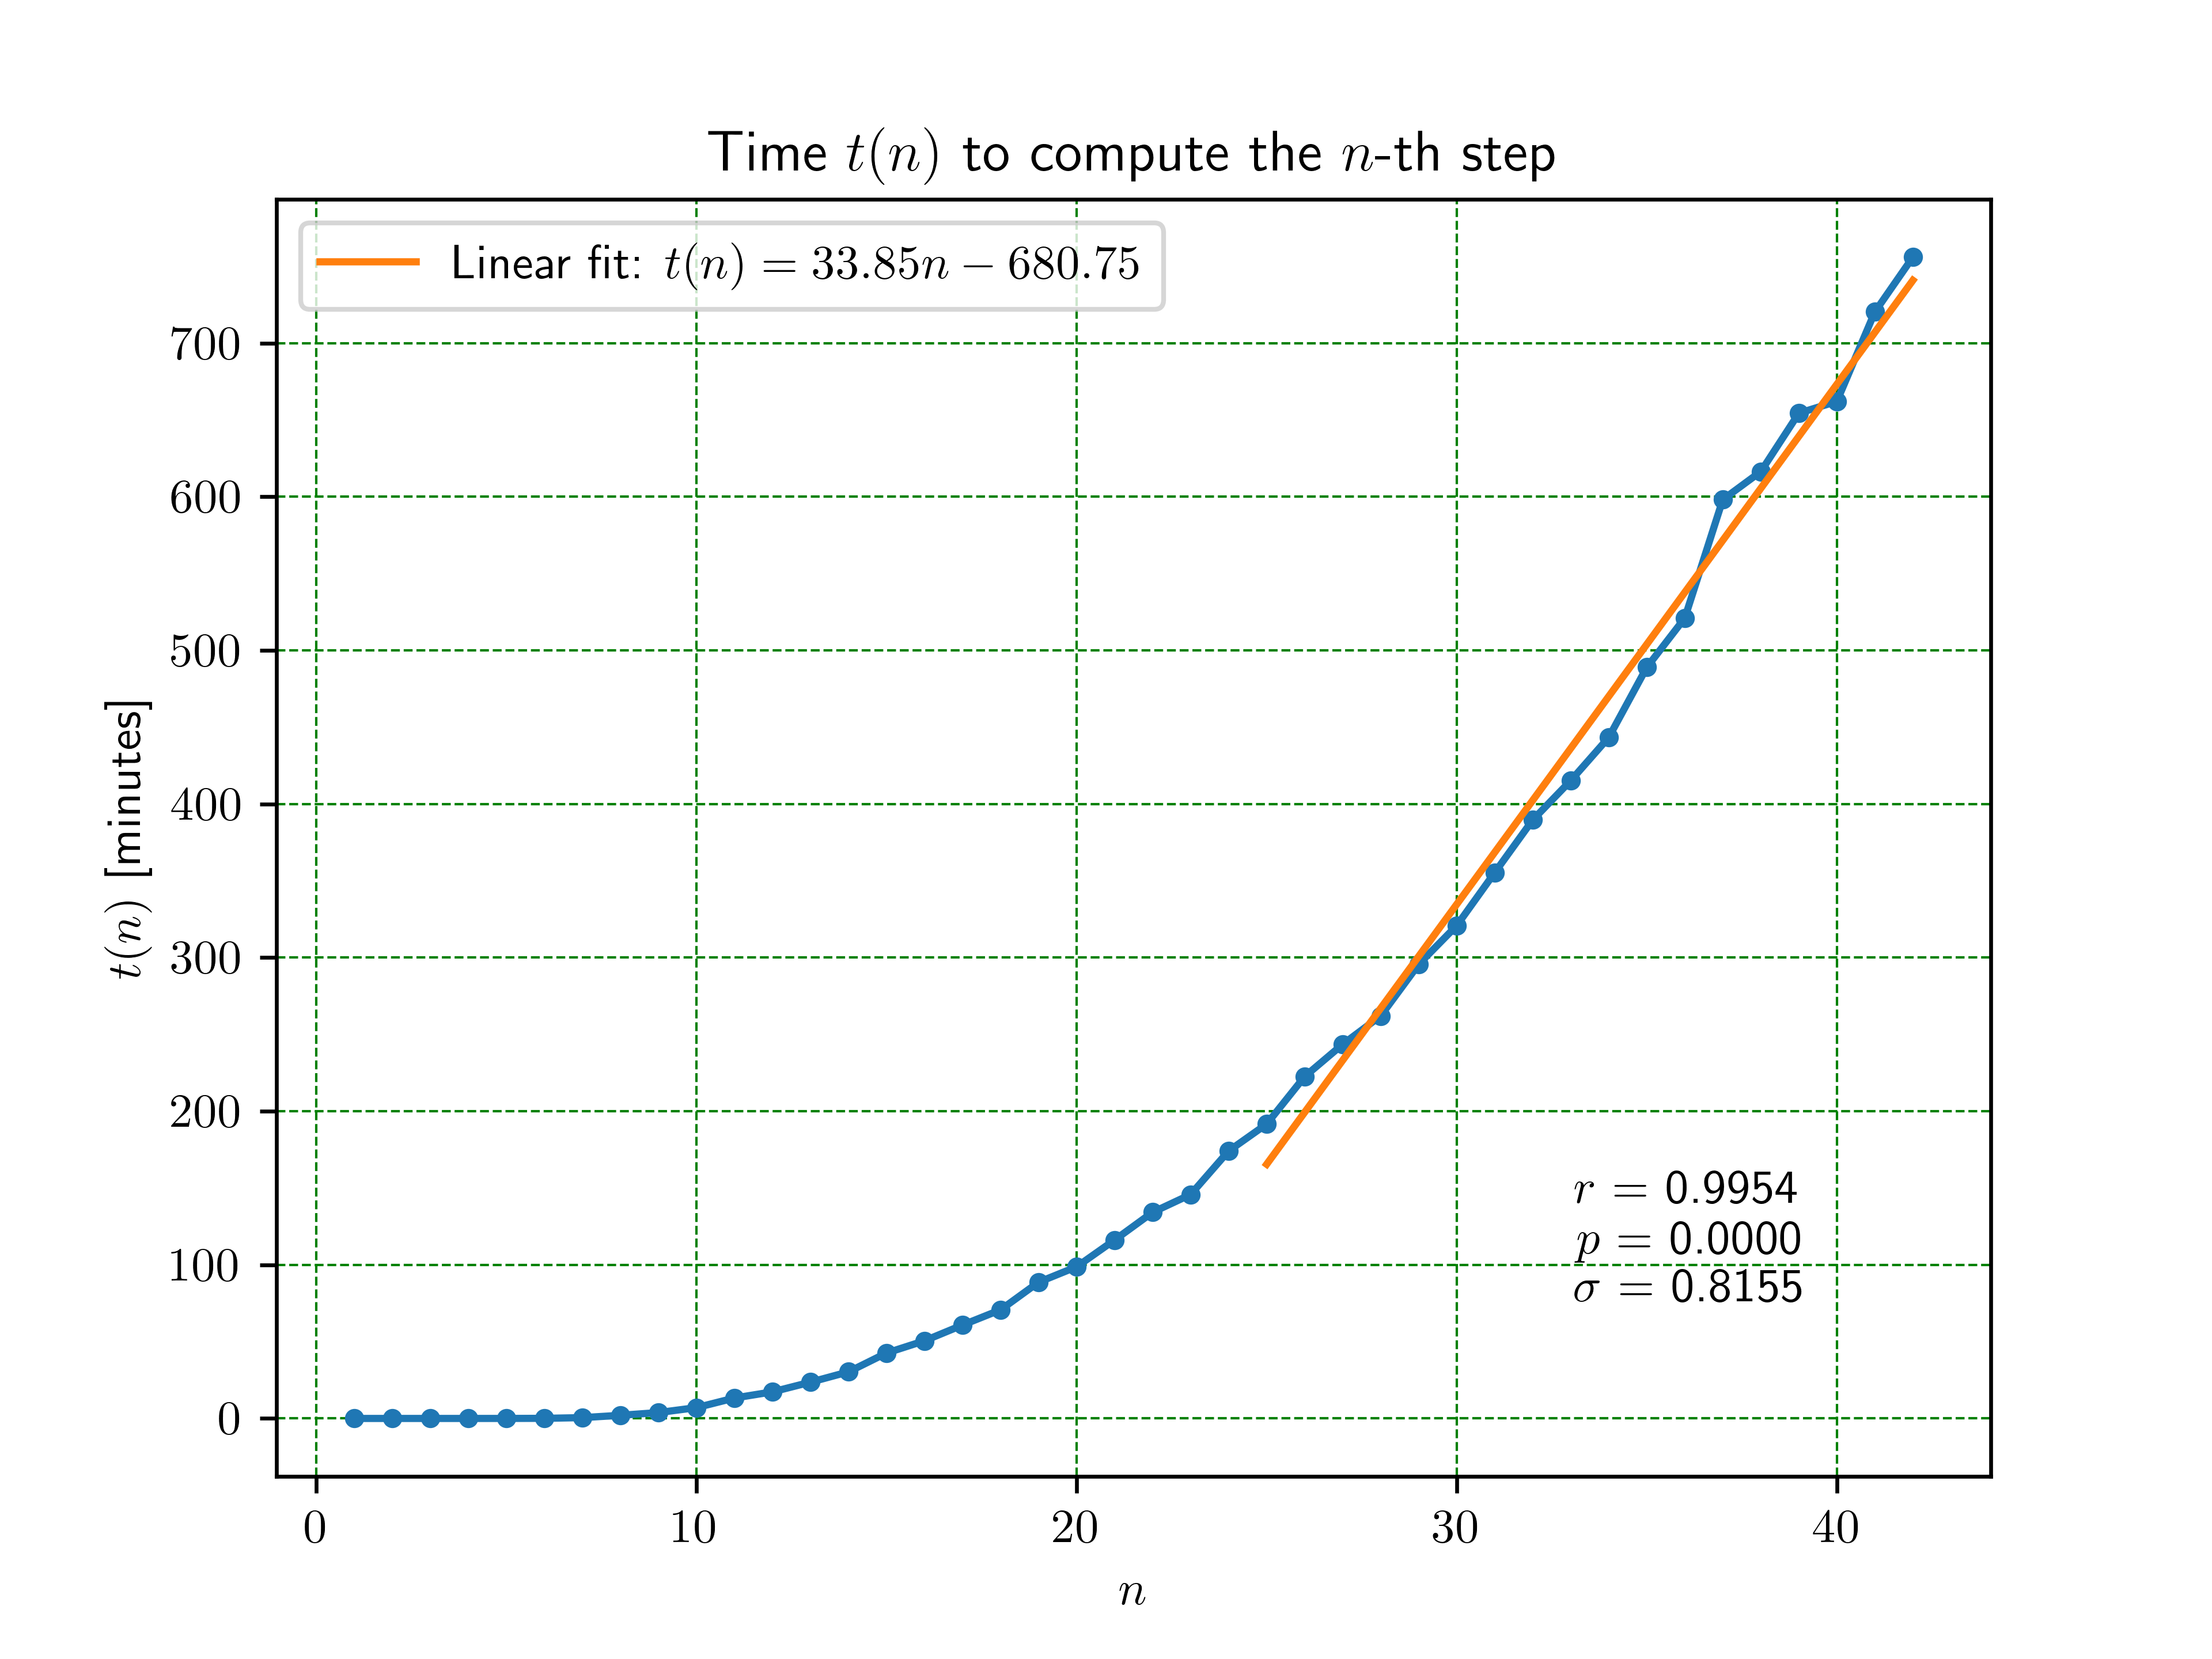 Time t(n) to compute the n-th step
Linear fit: t(n) = 33.85n − 680.75
700
600
500
400
300
200
100
0
t(n) [minutes]
r = 0.9954
p = 0.0000
σ = 0.8155
0 10 20 30 40
n